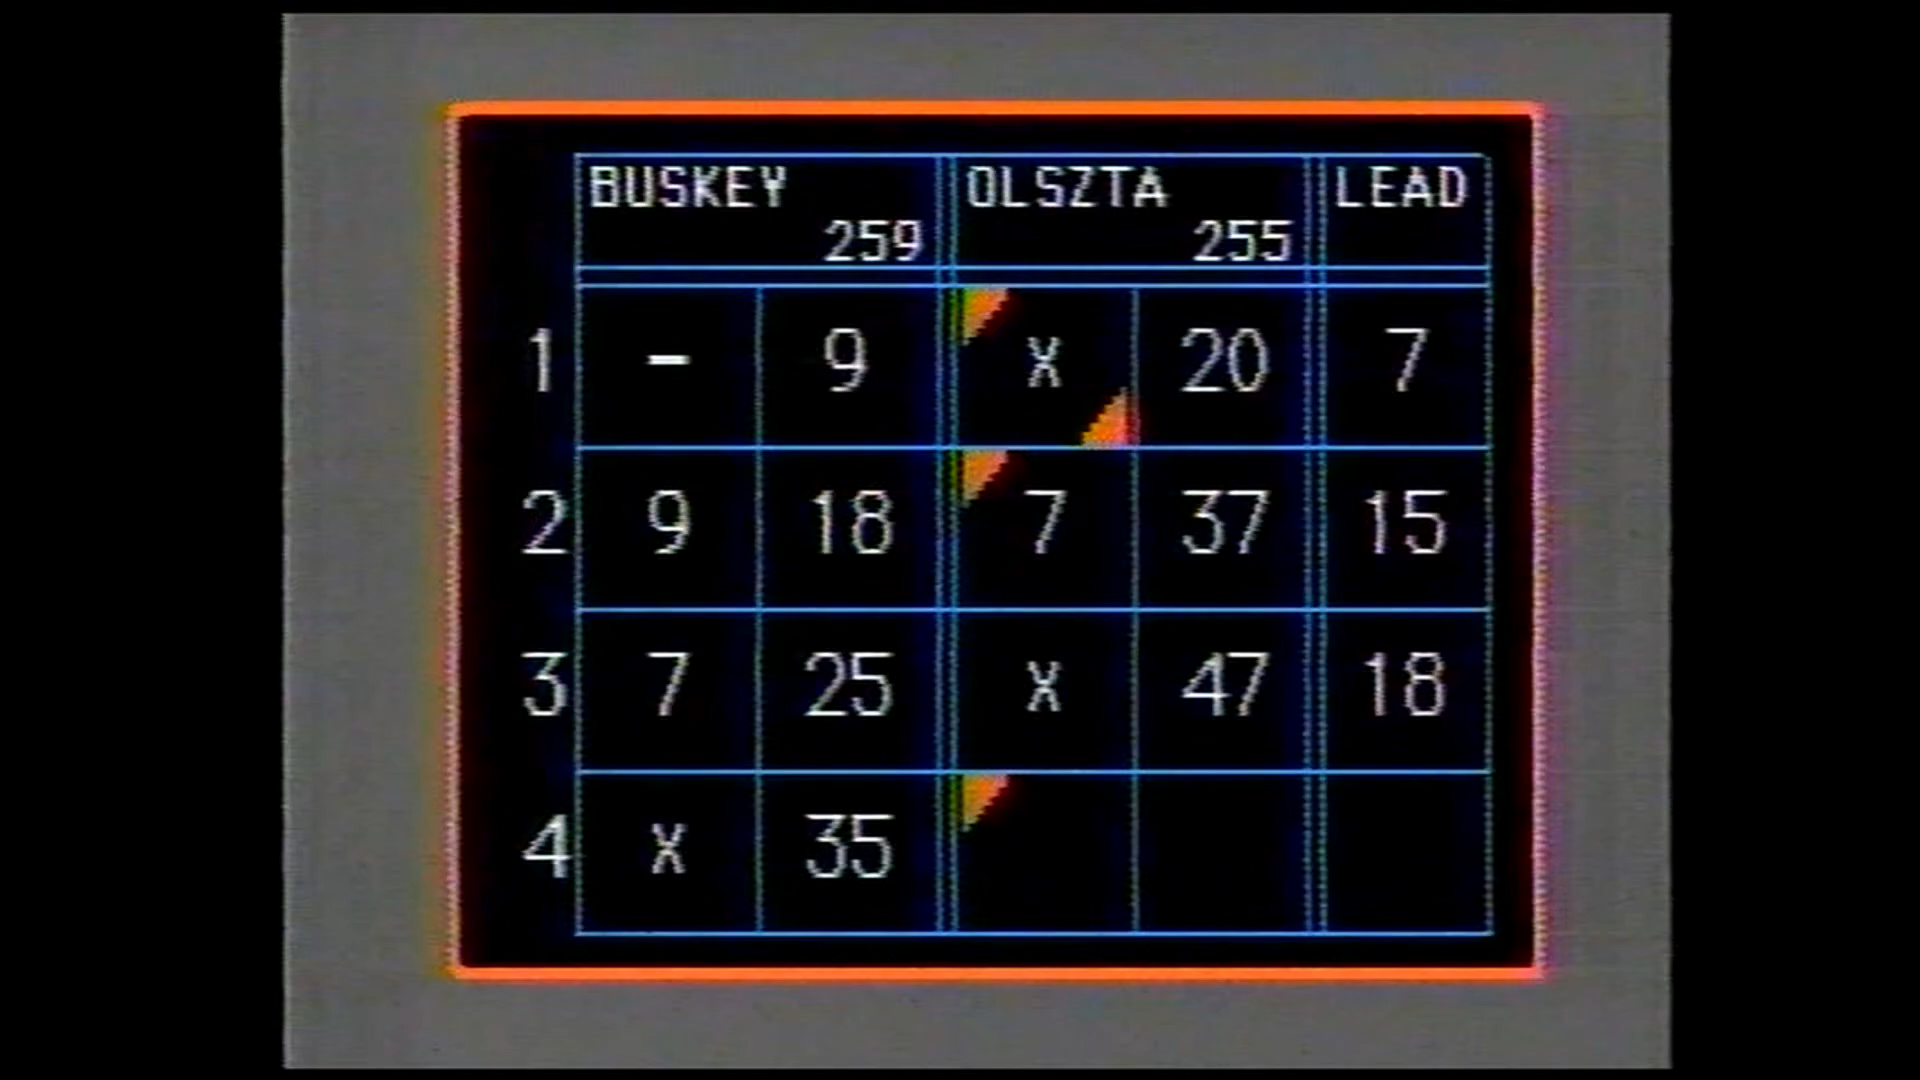 BUSKEY OLSZTA LEAD
259 255
1 - 9 X 20 7
2 9 18 7 37 15
3 7 25 X 47 18
4 X 35